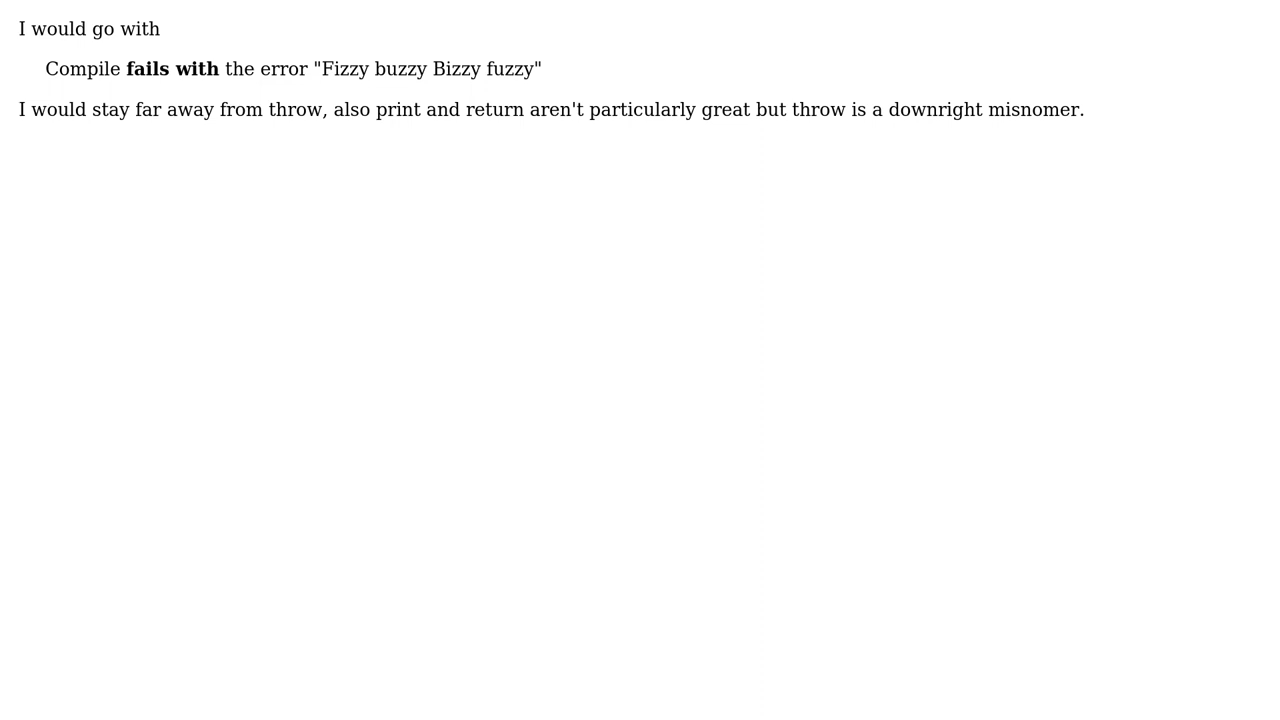 I would go with
Compile fails with the error "Fizzy buzzy Bizzy fuzzy"
I would stay far away from throw, also print and return aren't particularly great but throw is a downright misnomer.